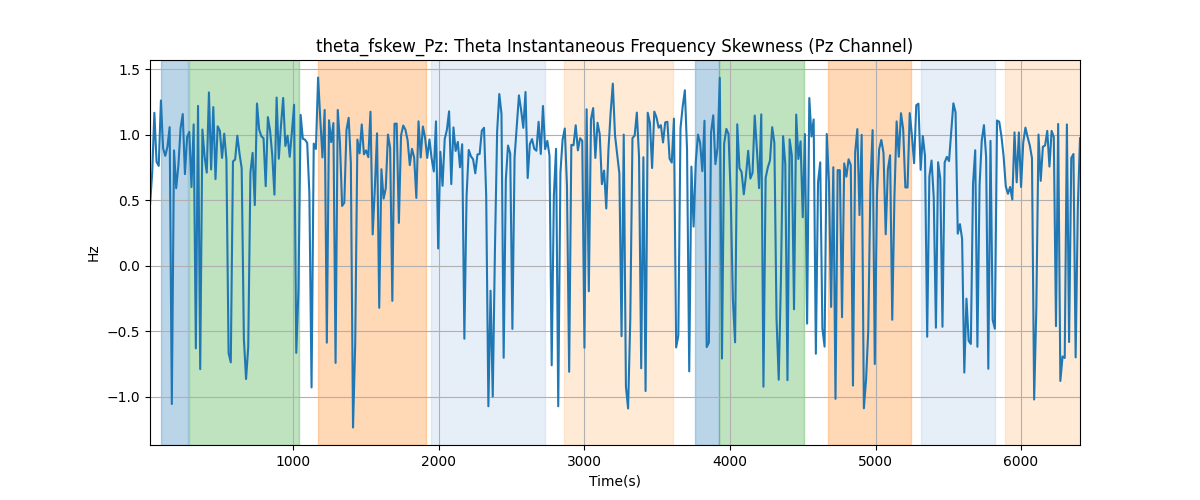 theta_fskew_Pz: Theta Instantaneous Frequency Skewness (Pz Channel)
1.5
1.0
0.5
0.0
−0.5
−1.0
Hz
1000 2000 3000 4000 5000 6000
Time(s)